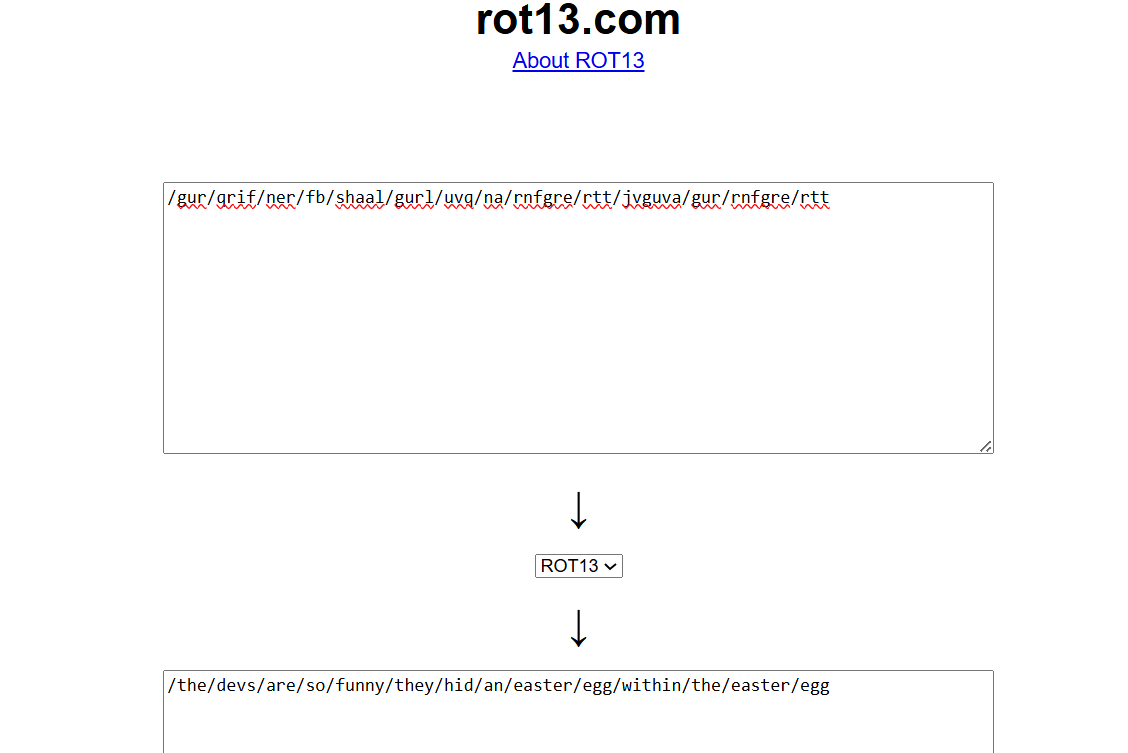 rot13.com
About ROT13
/gur/qrif/ner/fb/shaal/gurl/uvq/na/rnfgre/rtt/jvguva/gur/rnfgre/rtt
↓
ROT13
↓
/the/devs/are/so/funny/they/hid/an/easter/egg/within/the/easter/egg